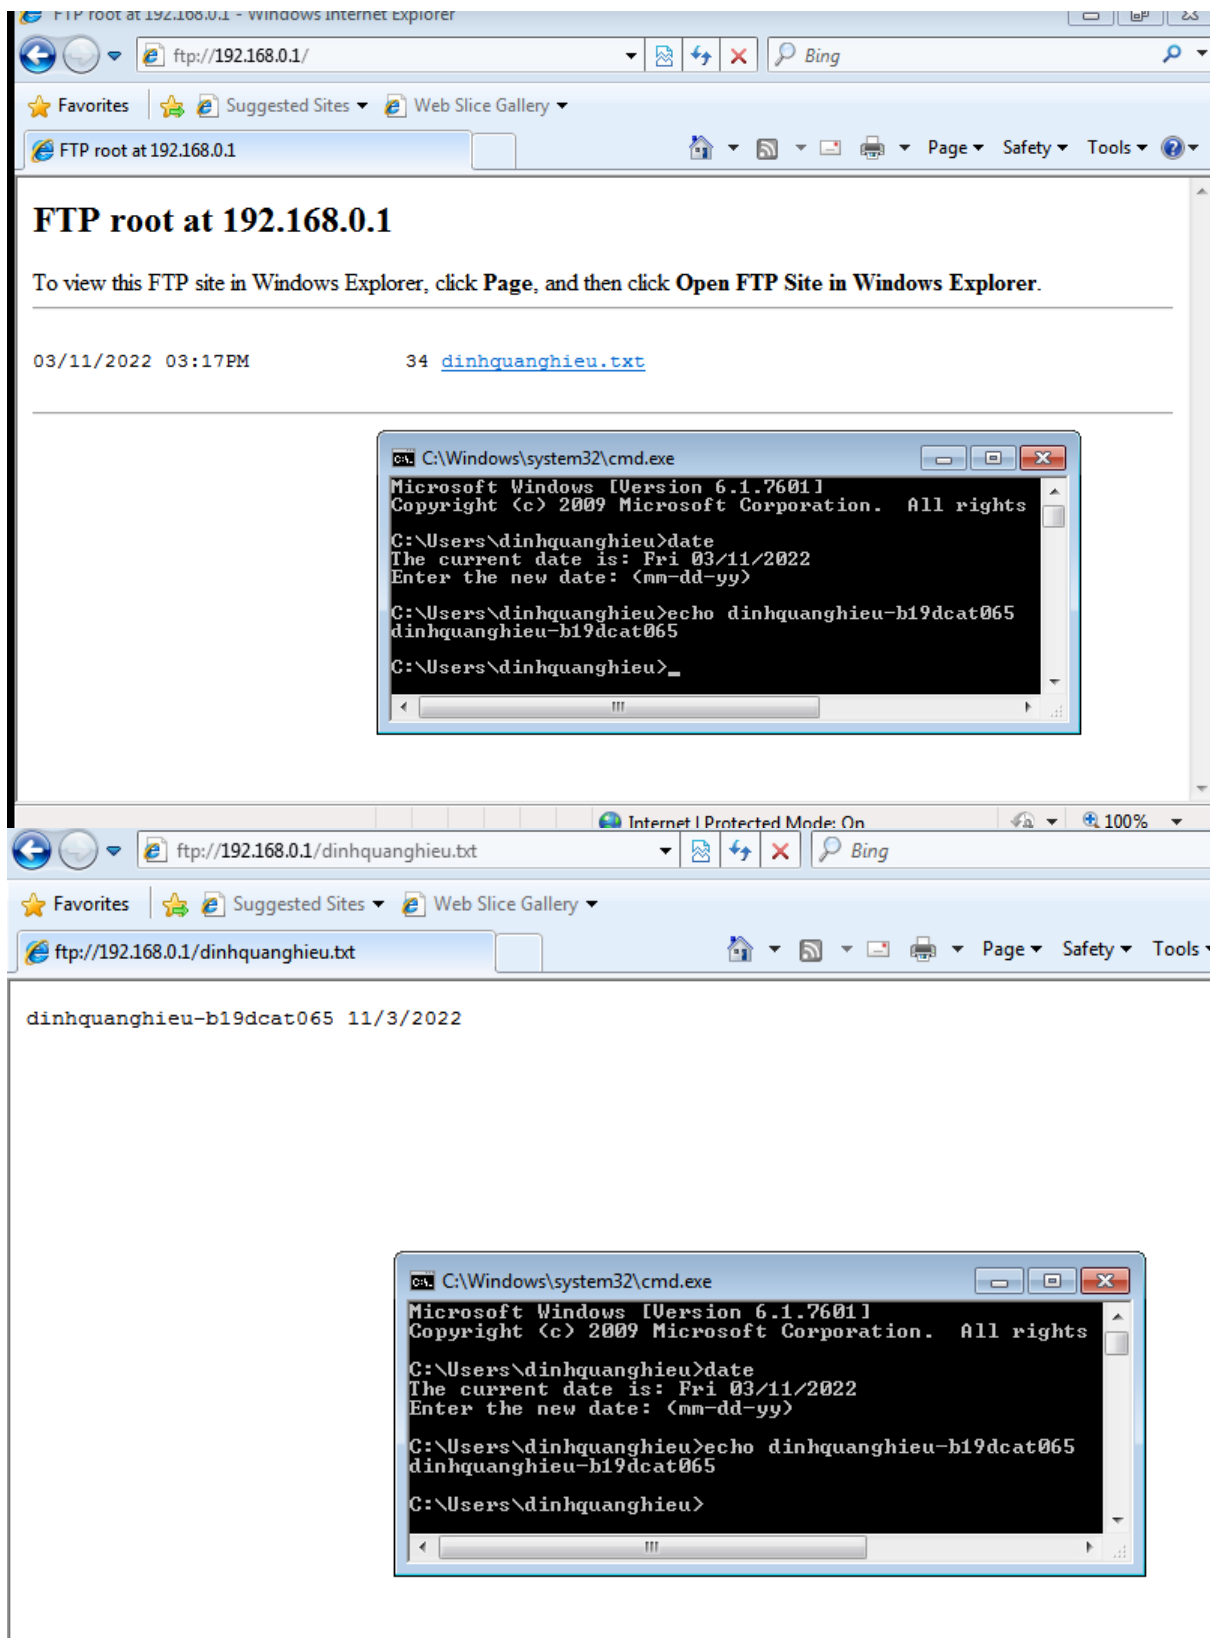 FTP root at 192.168.0.1 - Windows Internet Explorer
ftp://192.168.0.1/
Bing
Favorites Suggested Sites Web Slice Gallery
FTP root at 192.168.0.1
Page Safety Tools
FTP root at 192.168.0.1
To view this FTP site in Windows Explorer, click Page, and then click Open FTP Site in Windows Explorer.
03/11/2022 03:17PM 34 dinhquanghieu.txt
C:\Windows\system32\cmd.exe
Microsoft Windows [Version 6.1.7601]
Copyright (c) 2009 Microsoft Corporation. All rights
C:\Users\dinhquanghieu>date
The current date is: Fri 03/11/2022
Enter the new date: (mm-dd-yy)
C:\Users\dinhquanghieu>echo dinhquanghieu-b19dcat065
dinhquanghieu-b19dcat065
C:\Users\dinhquanghieu>_
Internet | Protected Mode: On 100%
ftp://192.168.0.1/dinhquanghieu.txt
Bing
Favorites Suggested Sites Web Slice Gallery
ftp://192.168.0.1/dinhquanghieu.txt
Page Safety Tools
dinhquanghieu-b19dcat065 11/3/2022
C:\Windows\system32\cmd.exe
Microsoft Windows [Version 6.1.7601]
Copyright (c) 2009 Microsoft Corporation. All rights
C:\Users\dinhquanghieu>date
The current date is: Fri 03/11/2022
Enter the new date: (mm-dd-yy)
C:\Users\dinhquanghieu>echo dinhquanghieu-b19dcat065
dinhquanghieu-b19dcat065
C:\Users\dinhquanghieu>